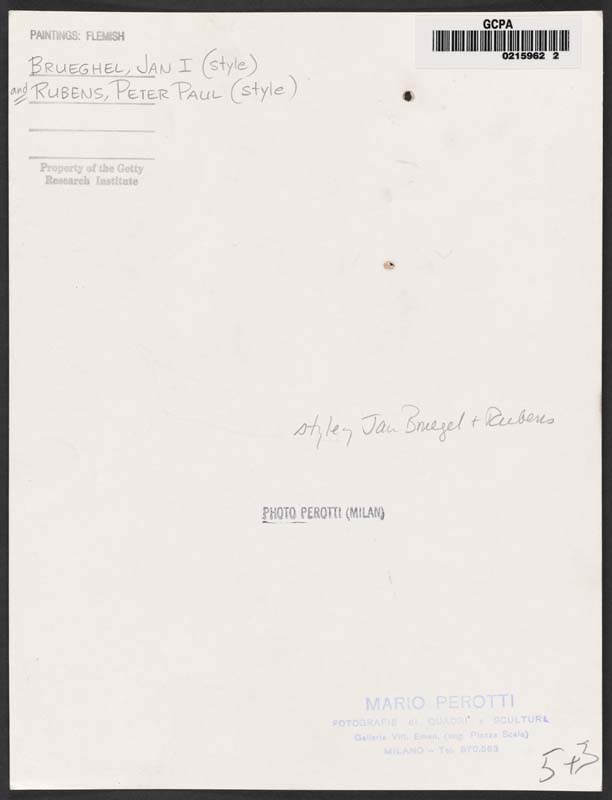 PAINTINGS: FLEMISH
GCPA
0215962 2
BRUEGHEL, JAN I (style)
and RUBENS, PETER PAUL (style)
Property of the Getty
Research Institute
style Jan Bruegel + Rubens
PHOTO PEROTTI (MILAN)
MARIO PEROTTI
FOTOGRAFIE di QUADRI e SCULTURE
Galleria Vitt. Eman. (ang. Piazza Scala)
MILANO - Tel. 870.563
5+3